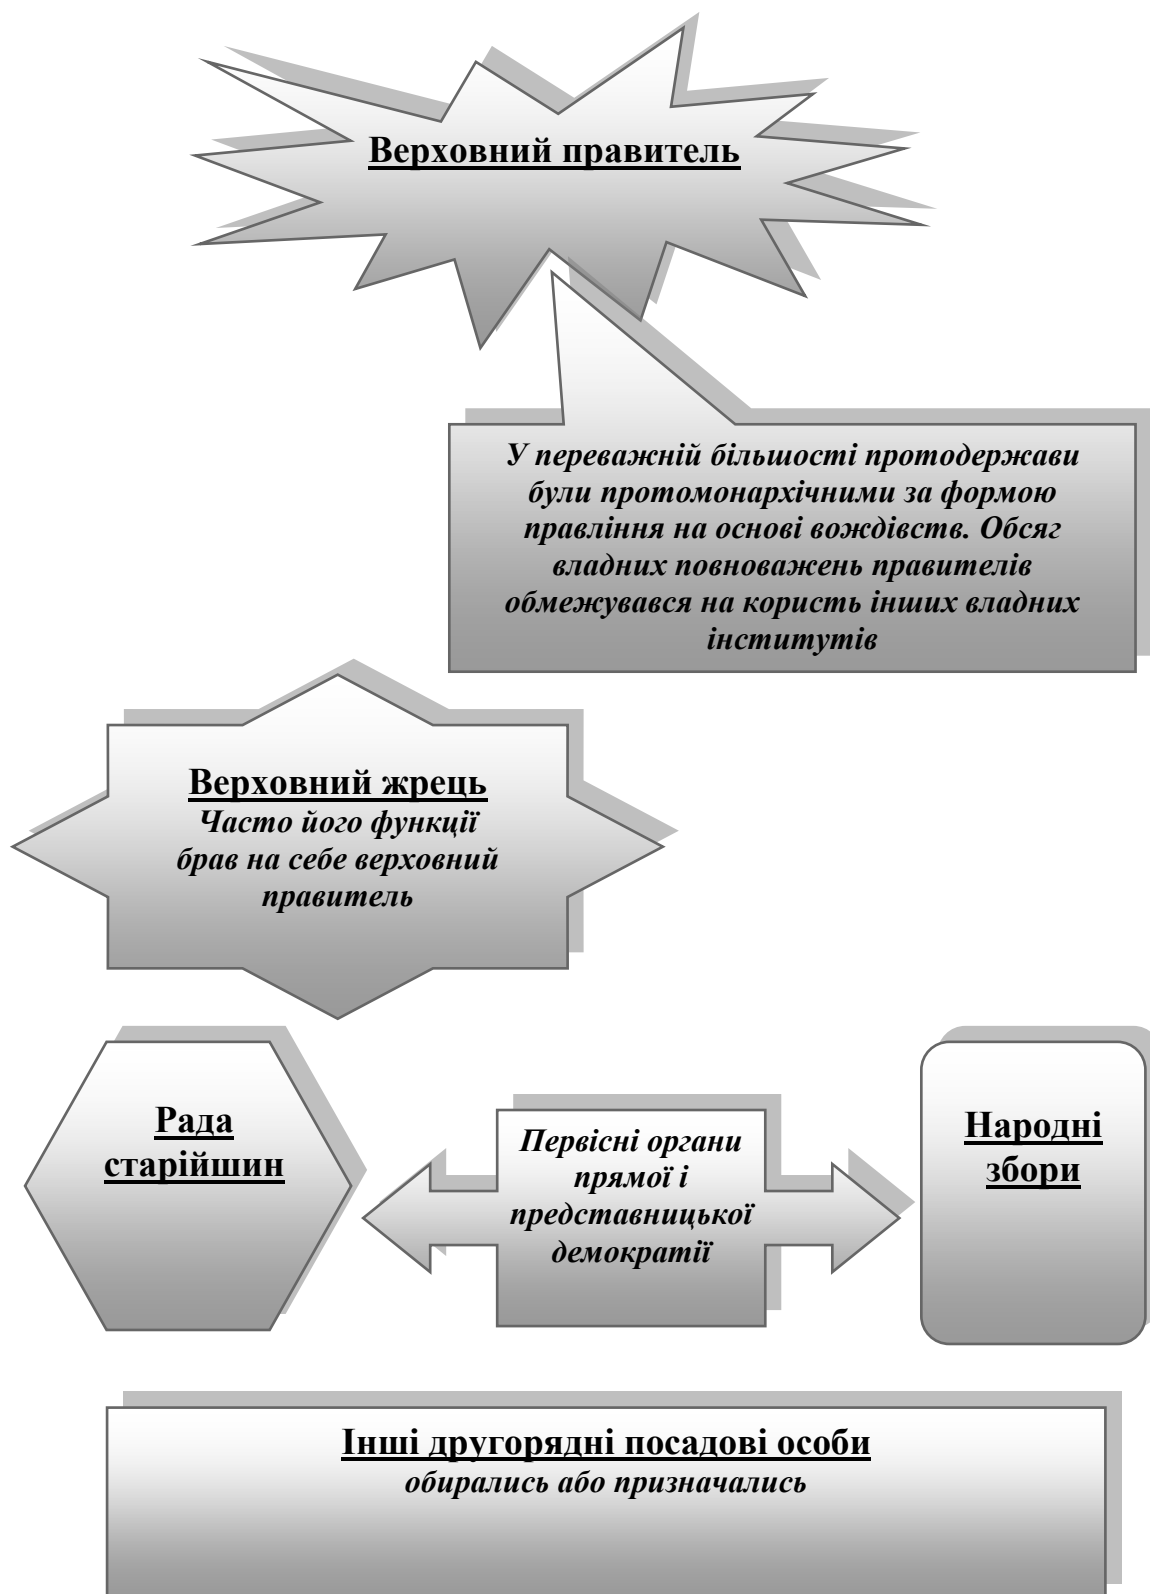 Верховний правитель
У переважній більшості протодержави
були протомонархічними за формою
правління на основі вождівств. Обсяг
владних повноважень правителів
обмежувався на користь інших владних
інститутів
Верховний жрець
Часто його функції
брав на себе верховний
правитель
Рада
старійшин
Первісні органи
прямої і
представницької
демократії
Народні
збори
Інші другорядні посадові особи
обирались або призначались